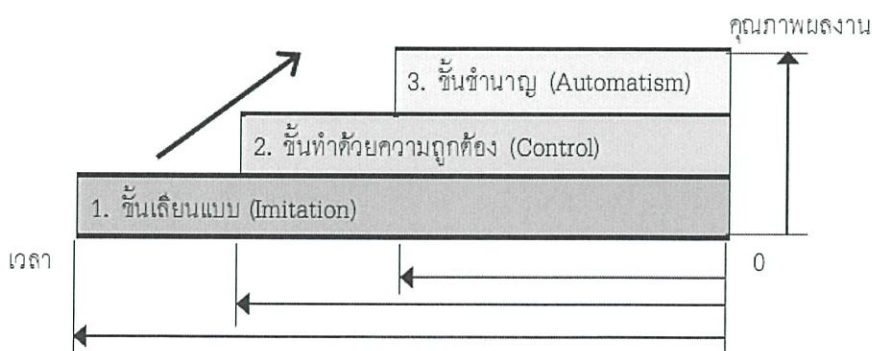 คุณภาพผลงาน
3. ขั้นชำนาญ (Automatism)
2. ขั้นทำด้วยความถูกต้อง (Control)
1. ขั้นเลียนแบบ (Imitation)
เวลา 0